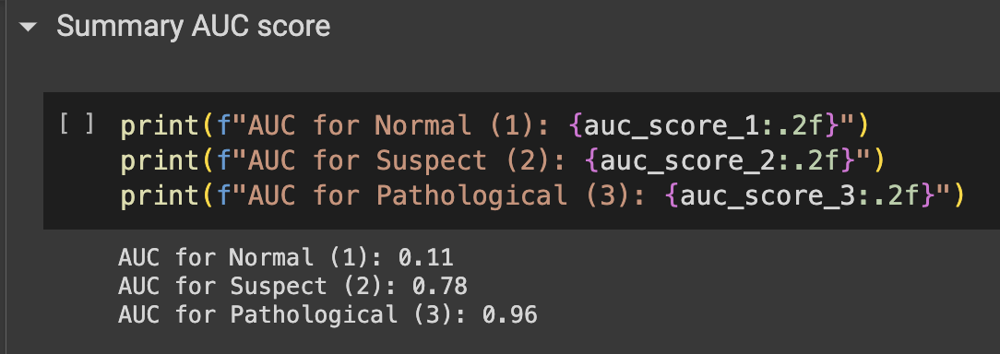 Summary AUC score
[ ] print(f"AUC for Normal (1): {auc_score_1:.2f}")
print(f"AUC for Suspect (2): {auc_score_2:.2f}")
print(f"AUC for Pathological (3): {auc_score_3:.2f}")
AUC for Normal (1): 0.11
AUC for Suspect (2): 0.78
AUC for Pathological (3): 0.96